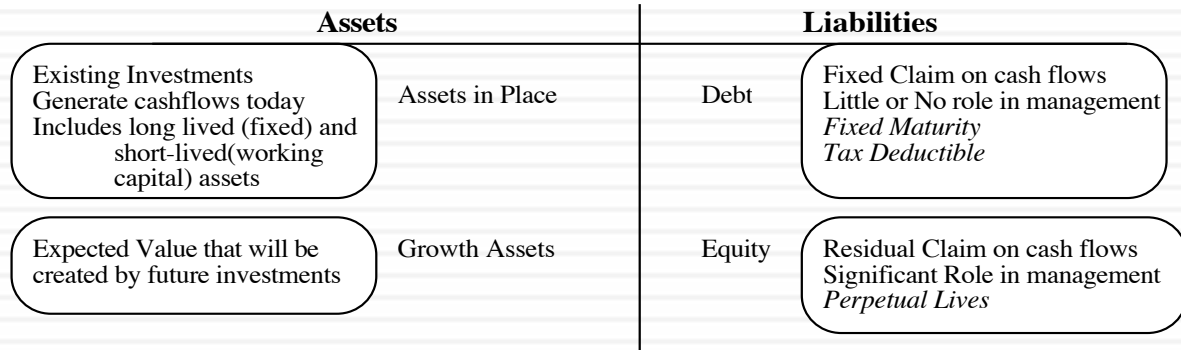 Assets
Liabilities
Existing Investments
Generate cashflows today
Includes long lived (fixed) and
short-lived(working
capital) assets
Assets in Place
Debt
Fixed Claim on cash flows
Little or No role in management
Fixed Maturity
Tax Deductible
Expected Value that will be
created by future investments
Growth Assets
Equity
Residual Claim on cash flows
Significant Role in management
Perpetual Lives